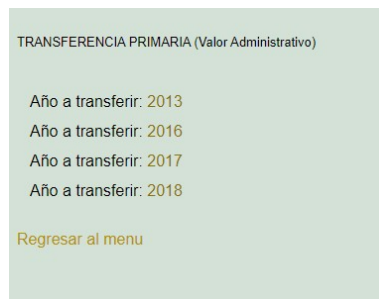 TRANSFERENCIA PRIMARIA (Valor Administrativo)
Año a transferir: 2013
Año a transferir: 2016
Año a transferir: 2017
Año a transferir: 2018
Regresar al menu